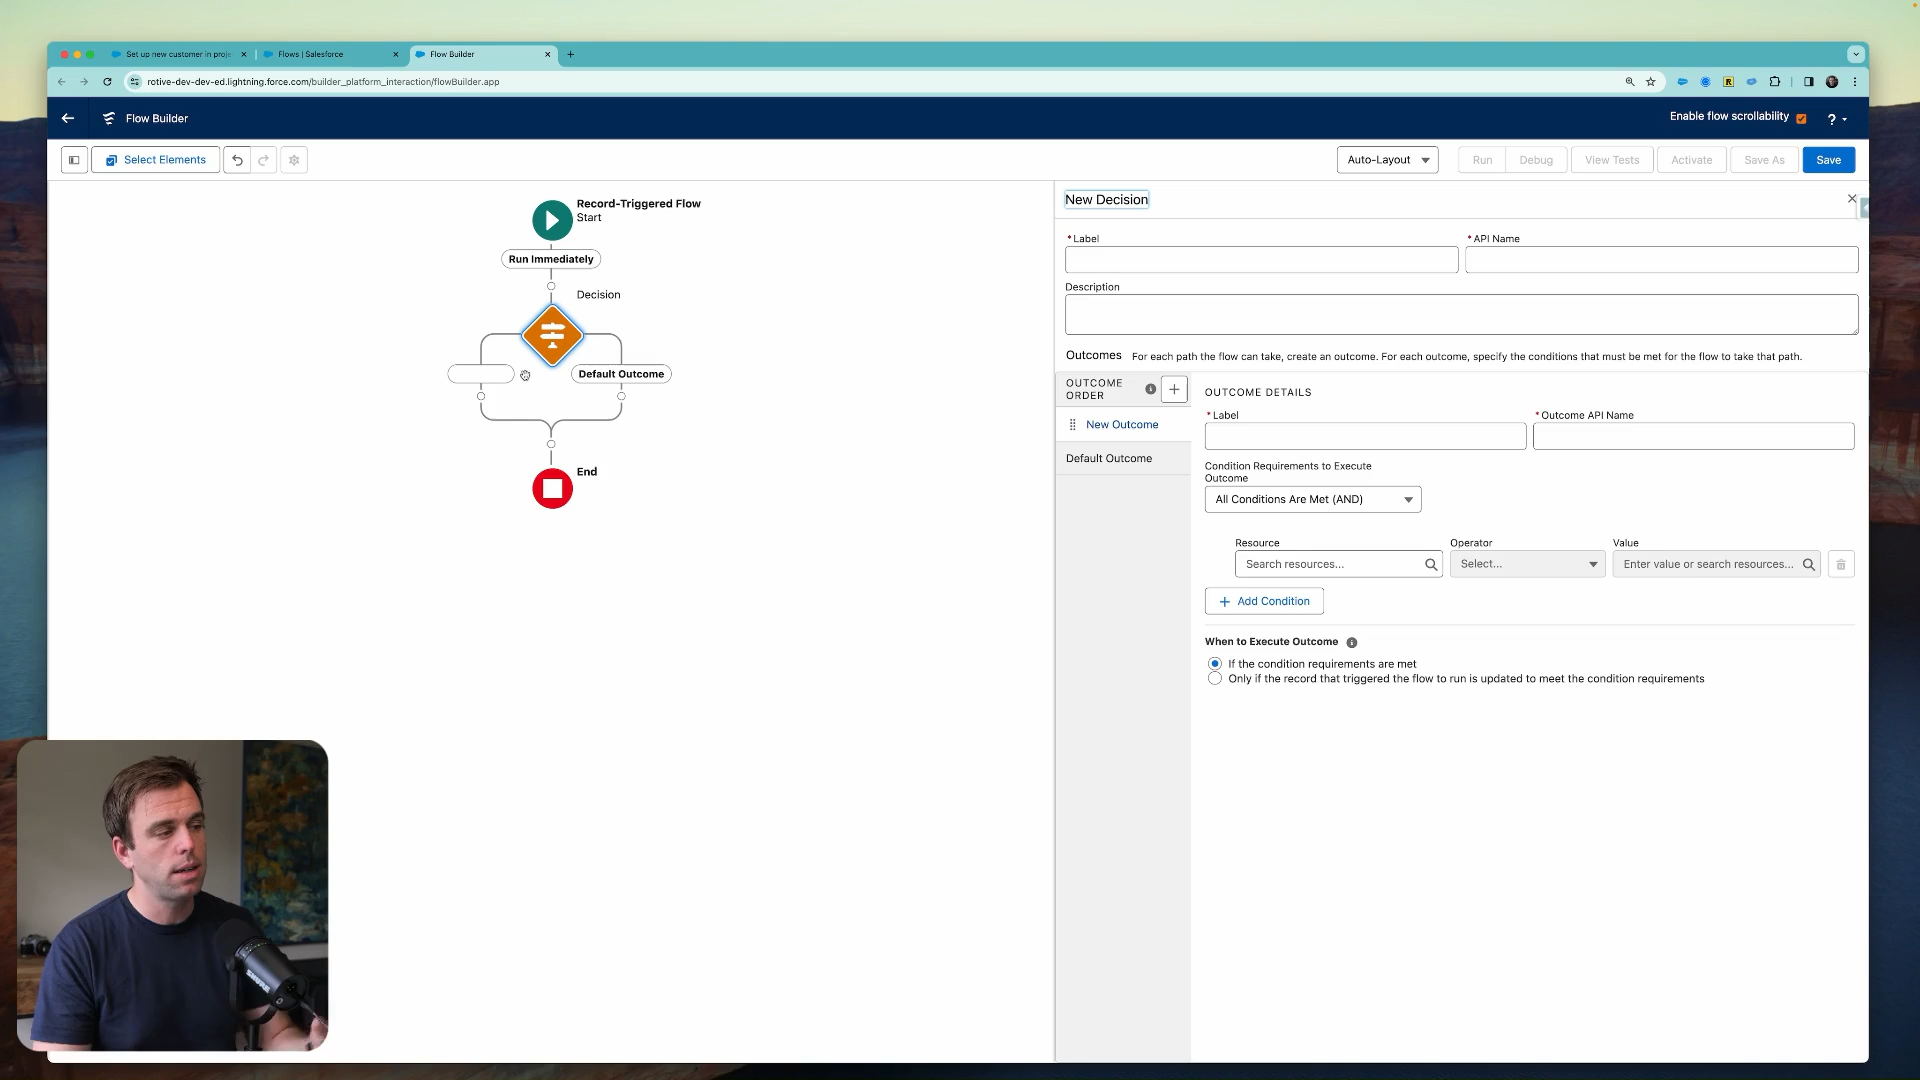 Set up new customer in proje
Flows | Salesforce
Flow Builder
rotive-dev-dev-ed.lightning.force.com/builder_platform_interaction/flowBuilder.app
Flow Builder
Enable flow scrollability
?
Select Elements
Auto-Layout
Run
Debug
View Tests
Activate
Save As
Save
Record-Triggered Flow
Start
Run Immediately
Decision
Default Outcome
End
New Decision
* Label
* API Name
Description
Outcomes For each path the flow can take, create an outcome. For each outcome, specify the conditions that must be met for the flow to take that path.
OUTCOME ORDER
New Outcome
Default Outcome
OUTCOME DETAILS
* Label
* Outcome API Name
Condition Requirements to Execute
Outcome
All Conditions Are Met (AND)
Resource
Operator
Value
Search resources...
Select...
Enter value or search resources...
+ Add Condition
When to Execute Outcome
If the condition requirements are met
Only if the record that triggered the flow to run is updated to meet the condition requirements
SHURE